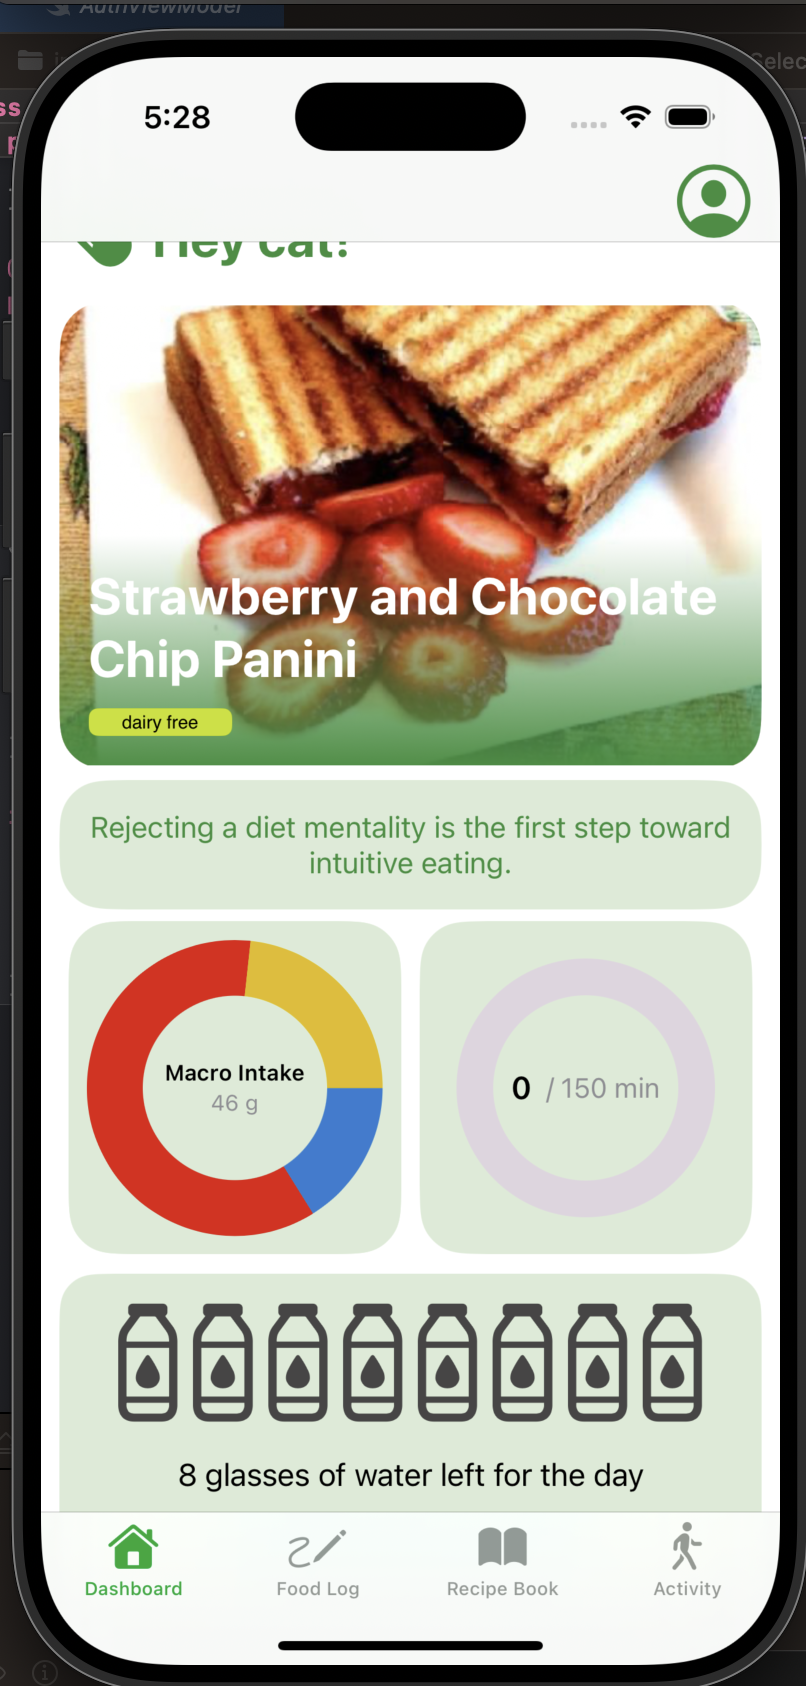 AuthViewModel
Selec
ss
5:28
Hey cat!
Strawberry and Chocolate
Chip Panini
dairy free
Rejecting a diet mentality is the first step toward
intuitive eating.
Macro Intake
46 g
0 / 150 min
8 glasses of water left for the day
Dashboard
Food Log
Recipe Book
Activity